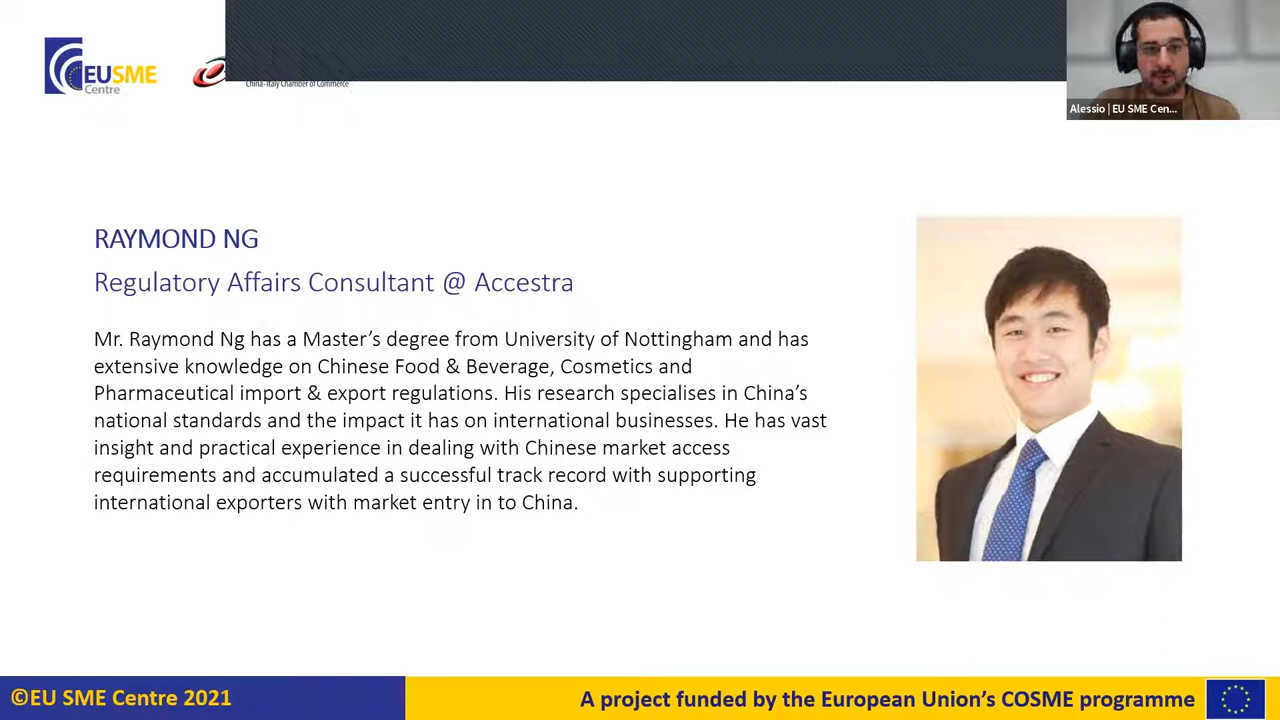 EUSME
Centre
China-Italy Chamber of Commerce
Alessio | EU SME Cen...
RAYMOND NG
Regulatory Affairs Consultant @ Accestra
Mr. Raymond Ng has a Master’s degree from University of Nottingham and has
extensive knowledge on Chinese Food & Beverage, Cosmetics and
Pharmaceutical import & export regulations. His research specialises in China’s
national standards and the impact it has on international businesses. He has vast
insight and practical experience in dealing with Chinese market access
requirements and accumulated a successful track record with supporting
international exporters with market entry in to China.
©EU SME Centre 2021
A project funded by the European Union’s COSME programme